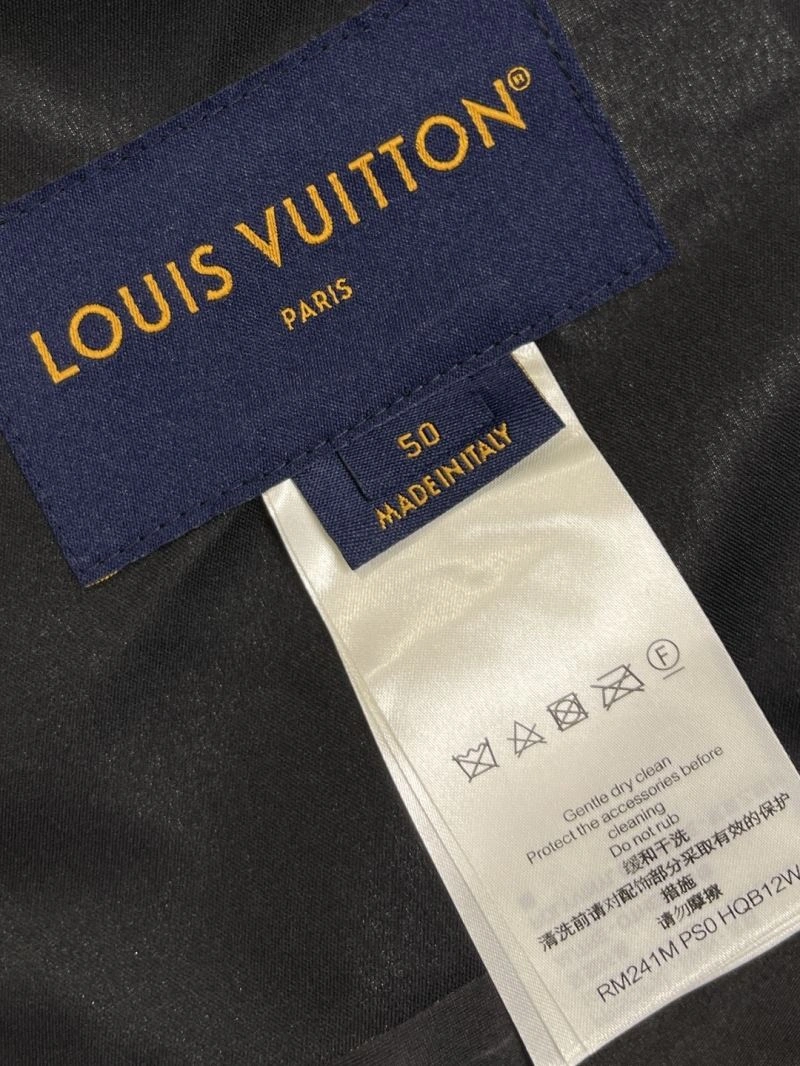 LOUIS VUITTON®
PARIS
50
MADE IN ITALY
F
Gentle dry clean
Protect the accessories before
cleaning
Do not rub
缓和干洗
清洗前请对配饰部分采取有效的保护
措施
请勿摩擦
RM241M PS0 HQB12W